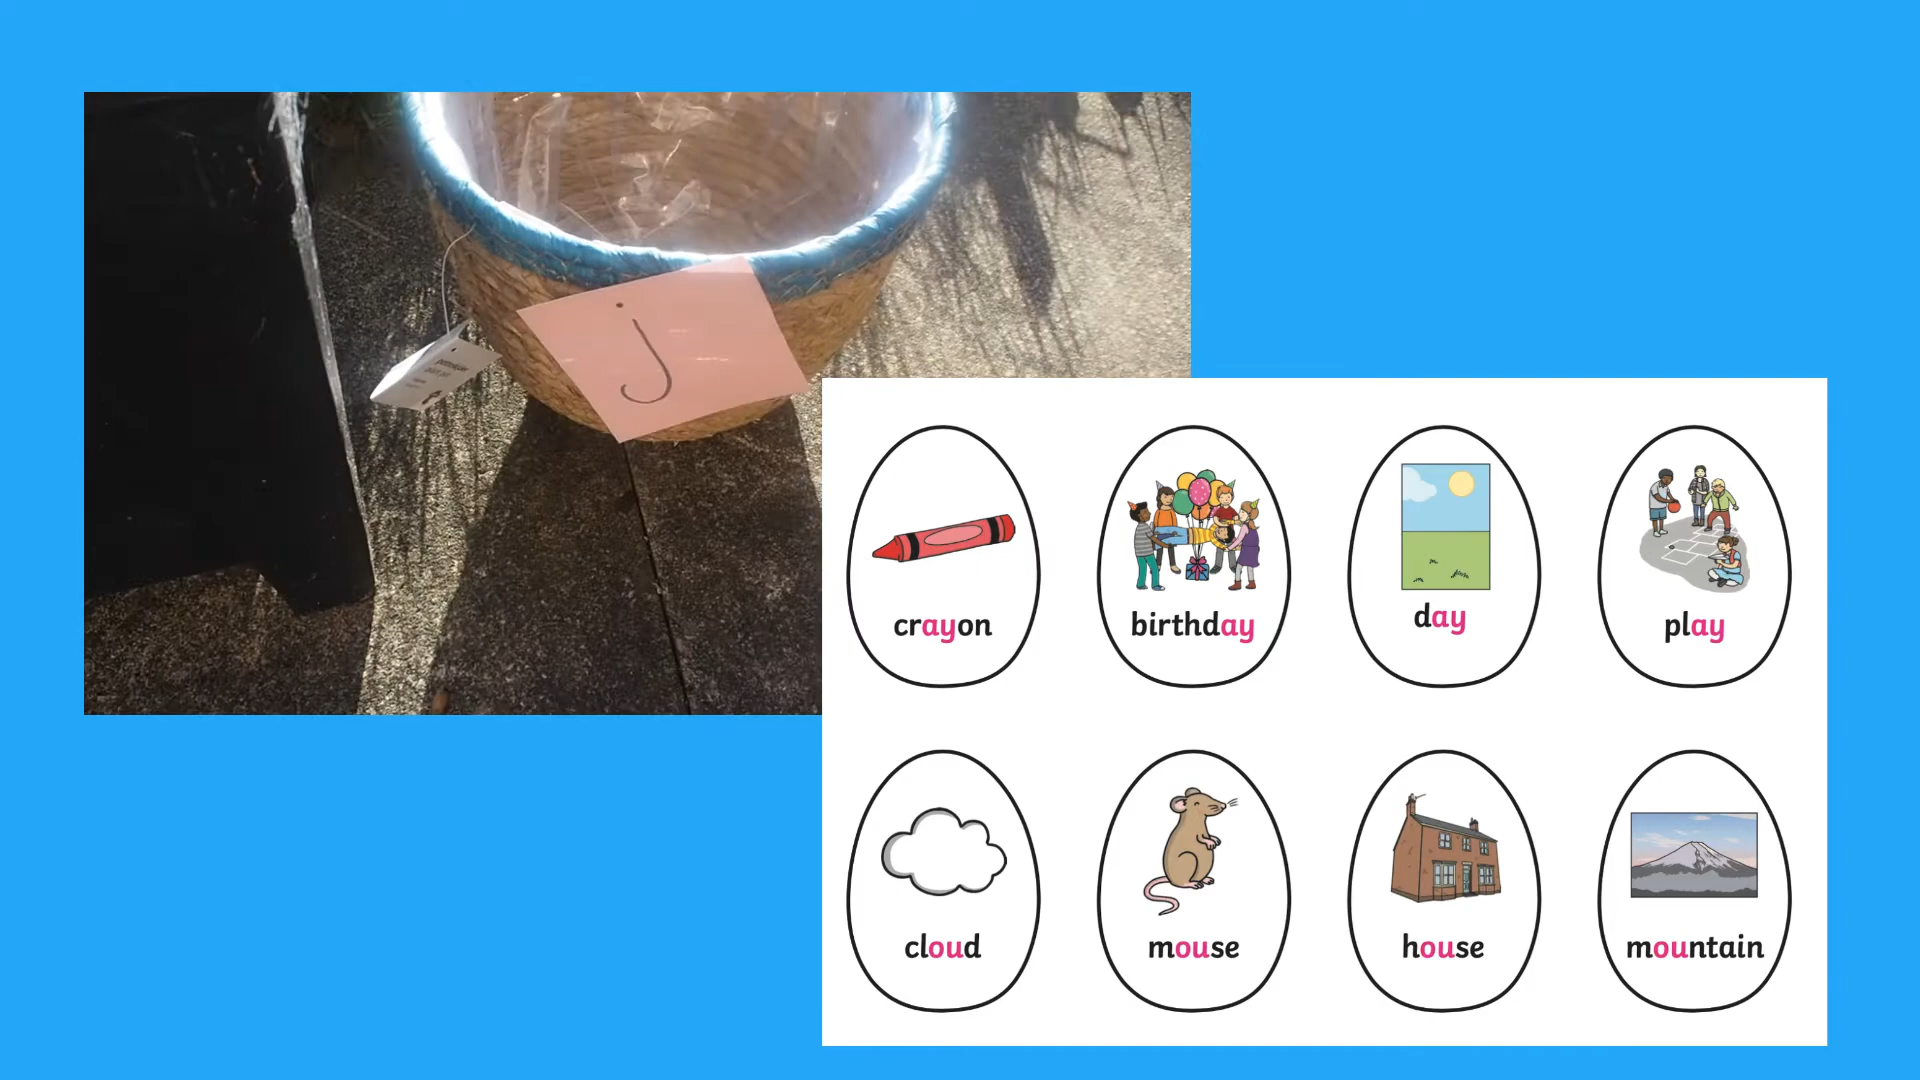 j
crayon
birthday
day
play
cloud
mouse
house
mountain